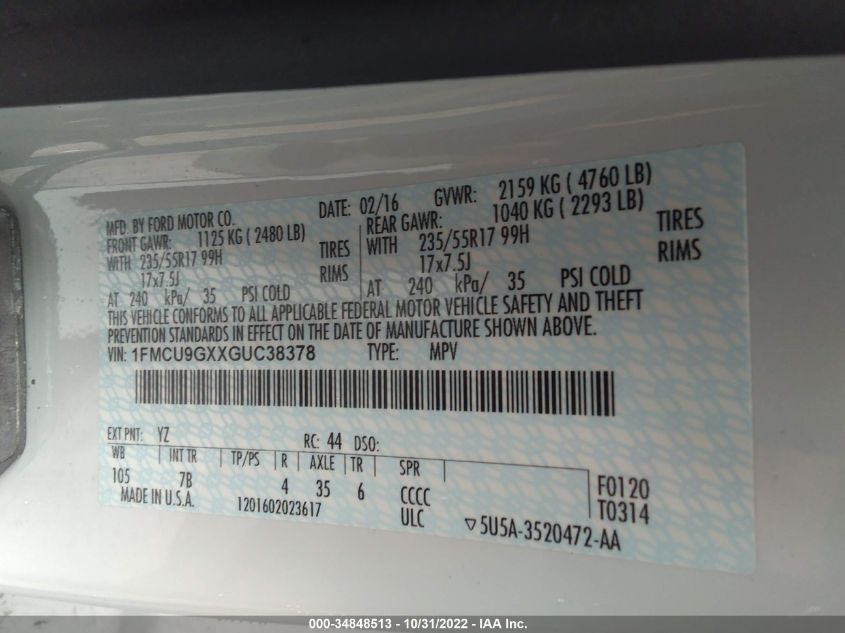 MFD. BY FORD MOTOR CO. DATE: 02/16 GVWR: 2159 KG ( 4760 LB)
FRONT GAWR: 1125 KG ( 2480 LB) REAR GAWR: 1040 KG ( 2293 LB)
WITH 235/55R17 99H TIRES WITH 235/55R17 99H TIRES
17x7.5J RIMS 17x7.5J RIMS
AT 240 kPa/ 35 PSI COLD AT 240 kPa/ 35 PSI COLD
THIS VEHICLE CONFORMS TO ALL APPLICABLE FEDERAL MOTOR VEHICLE SAFETY AND THEFT
PREVENTION STANDARDS IN EFFECT ON THE DATE OF MANUFACTURE SHOWN ABOVE.
VIN: 1FMCU9GXXGUC38378 TYPE: MPV
EXT PNT: YZ RC: 44 DSO:
WB INT TR TP/PS R AXLE TR SPR
105 7B 4 35 6 CCCC F0120
MADE IN U.S.A. 1201602023617 ULC T0314
▽5U5A-3520472-AA
000-34848513 - 10/31/2022 - IAA Inc.